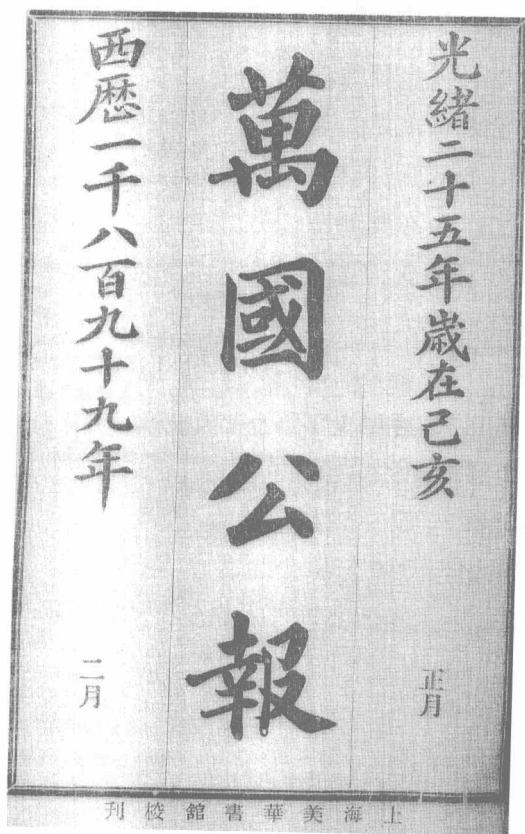 光緒二十五年歲在己亥
正月
萬國公報
西歷一千八百九十九年
二月
上海美華書館校刊